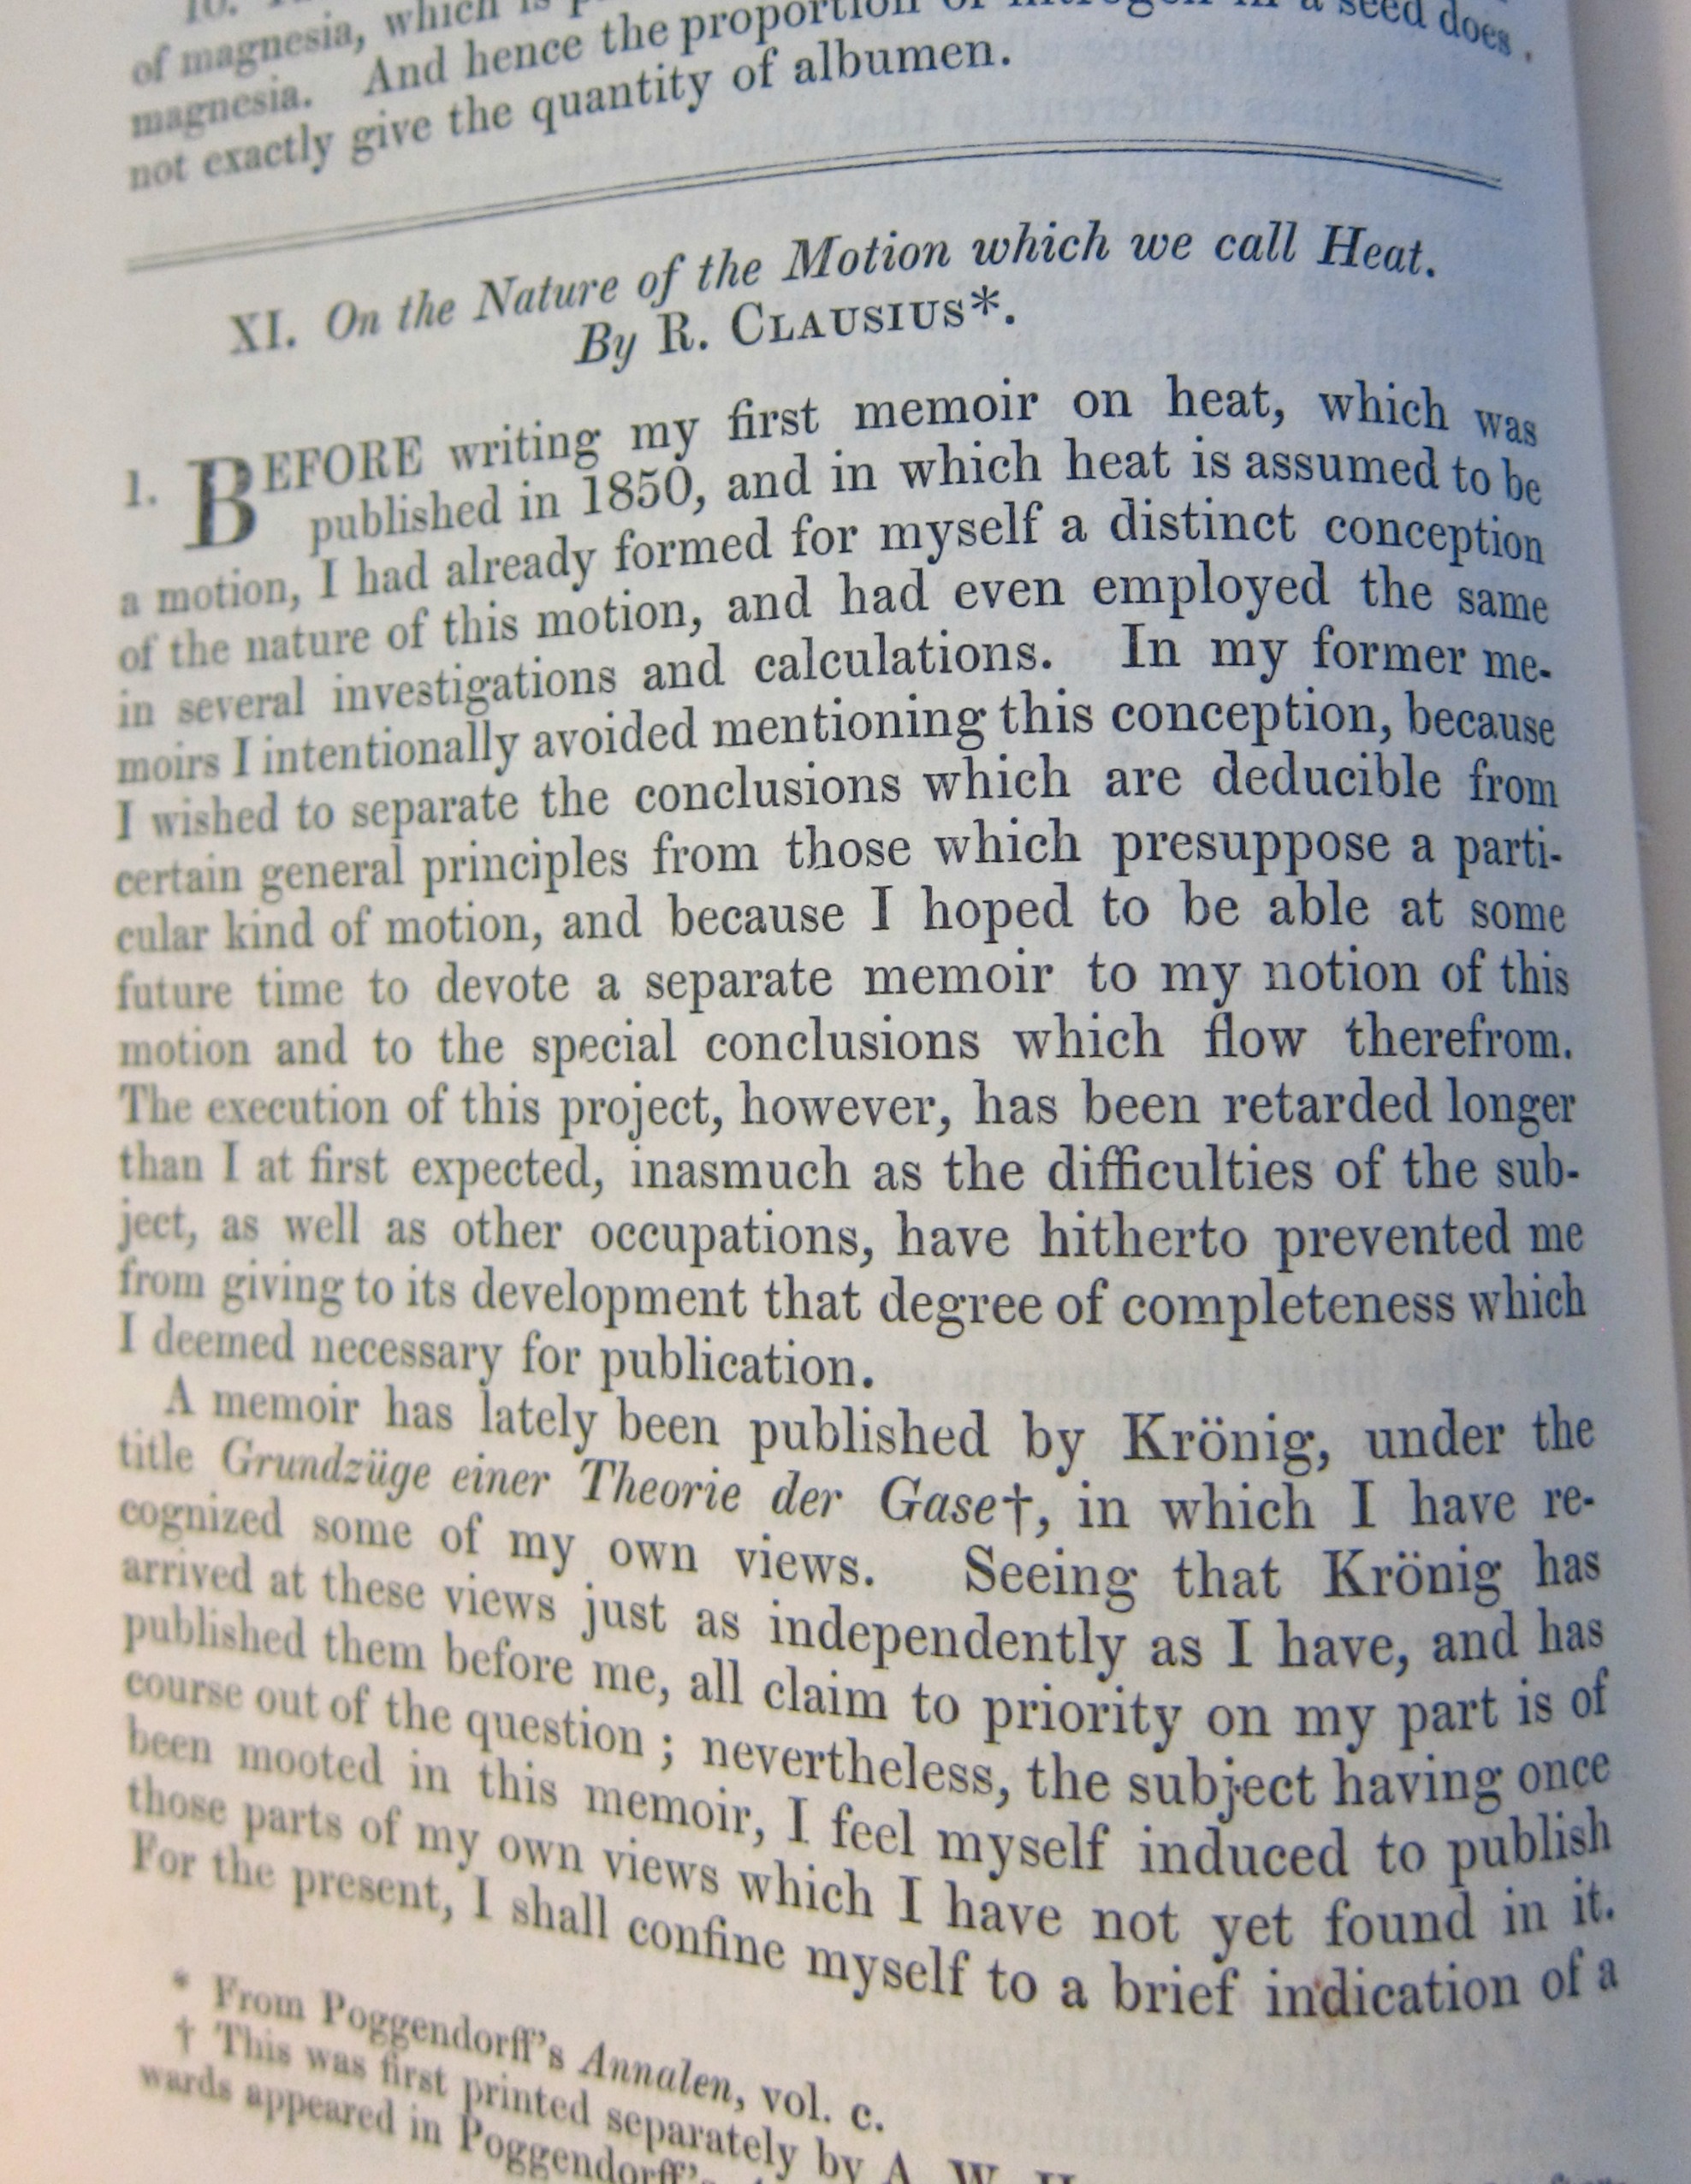 10.
of magnesia, which is
magnesia. And hence the proportion of nitrogen in a seed does
not exactly give the quantity of albumen.
XI. On the Nature of the Motion which we call Heat.
By R. CLAUSIUS*.
1. BEFORE writing my first memoir on heat, which was
published in 1850, and in which heat is assumed to be
a motion, I had already formed for myself a distinct conception
of the nature of this motion, and had even employed the same
in several investigations and calculations. In my former me-
moirs I intentionally avoided mentioning this conception, because
I wished to separate the conclusions which are deducible from
certain general principles from those which presuppose a parti-
cular kind of motion, and because I hoped to be able at some
future time to devote a separate memoir to my notion of this
motion and to the special conclusions which flow therefrom.
The execution of this project, however, has been retarded longer
than I at first expected, inasmuch as the difficulties of the sub-
ject, as well as other occupations, have hitherto prevented me
from giving to its development that degree of completeness which
I deemed necessary for publication.
A memoir has lately been published by Krönig, under the
title Grundzüge einer Theorie der Gase†, in which I have re-
cognized some of my own views. Seeing that Krönig has
arrived at these views just as independently as I have, and has
published them before me, all claim to priority on my part is of
course out of the question; nevertheless, the subject having once
been mooted in this memoir, I feel myself induced to publish
those parts of my own views which I have not yet found in it.
For the present, I shall confine myself to a brief indication of a
* From Poggendorff's Annalen, vol. c.
† This was first printed separately by A. W.
wards appeared in Poggendorff's